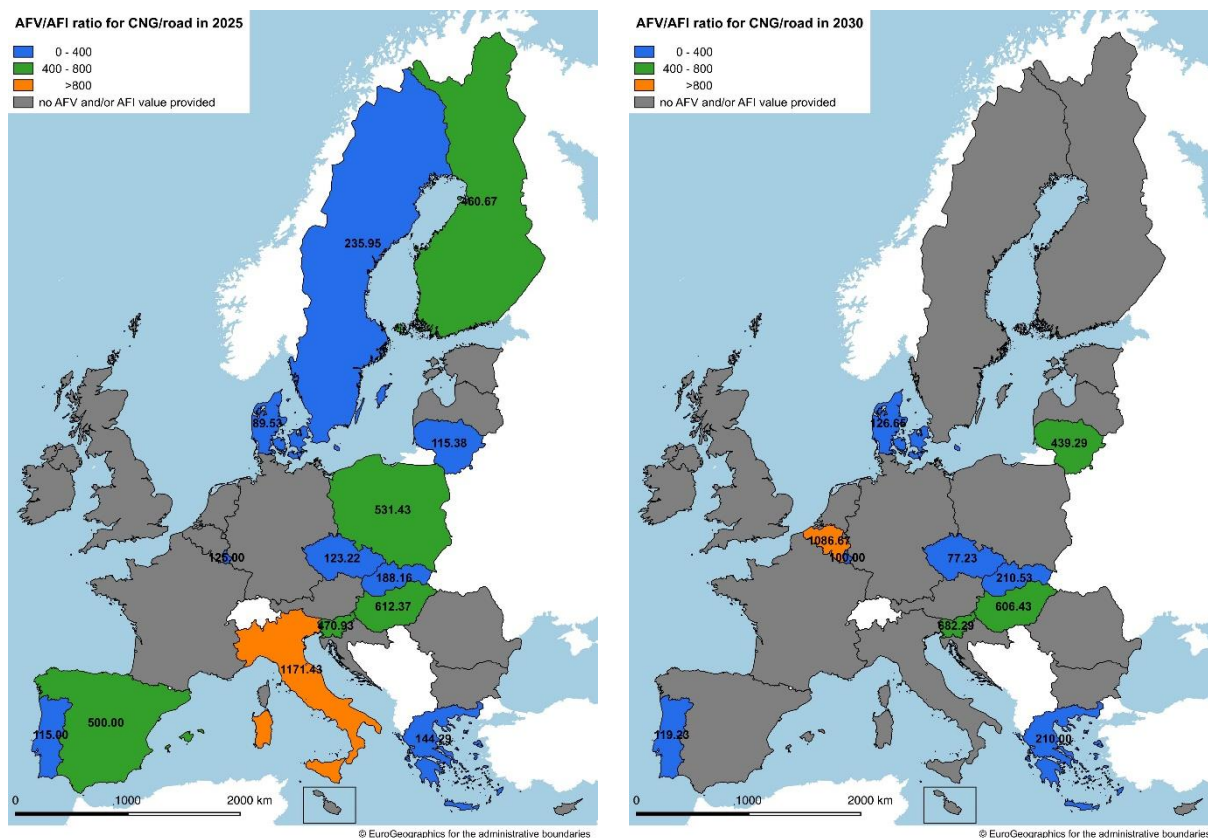 AFV/AFI ratio for CNG/road in 2025
0 - 400
400 - 800
>800
no AFV and/or AFI value provided
460.67
235.95
89.53
115.38
531.43
125.00
123.22
188.16
612.37
470.93
1171.43
500.00
115.00
144.29
0 1000 2000 km
© EuroGeographics for the administrative boundaries
AFV/AFI ratio for CNG/road in 2030
0 - 400
400 - 800
>800
no AFV and/or AFI value provided
126.66
439.29
1086.67
100.00
77.23
210.53
606.43
682.29
119.23
210.00
0 1000 2000 km
© EuroGeographics for the administrative boundaries